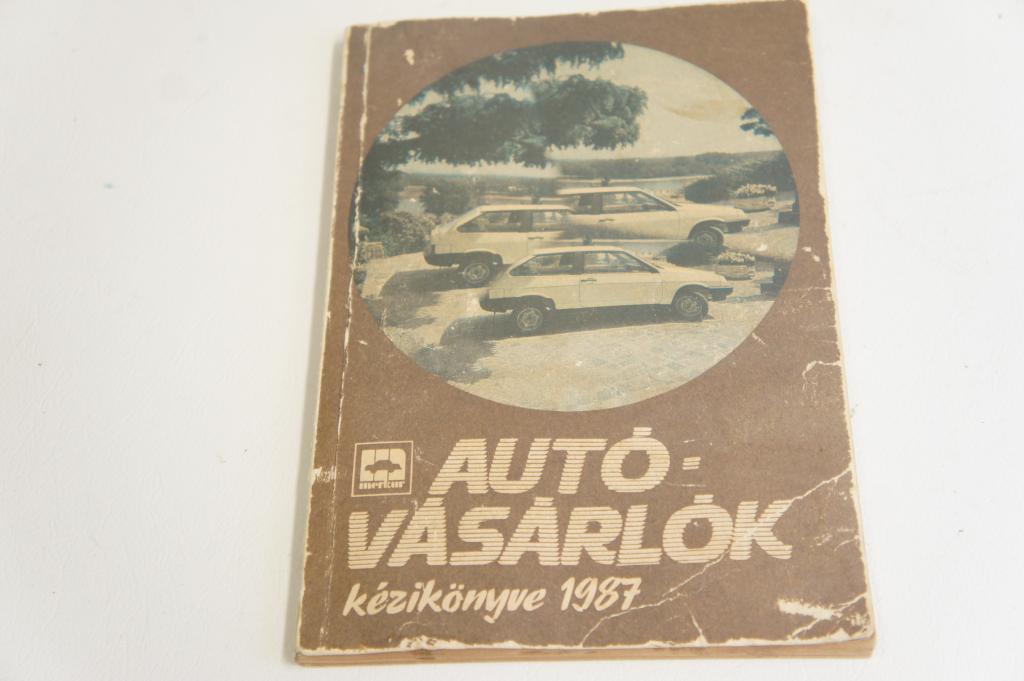 merkur
AUTÓ-
VÁSÁRLÓK
kézikönyve 1987